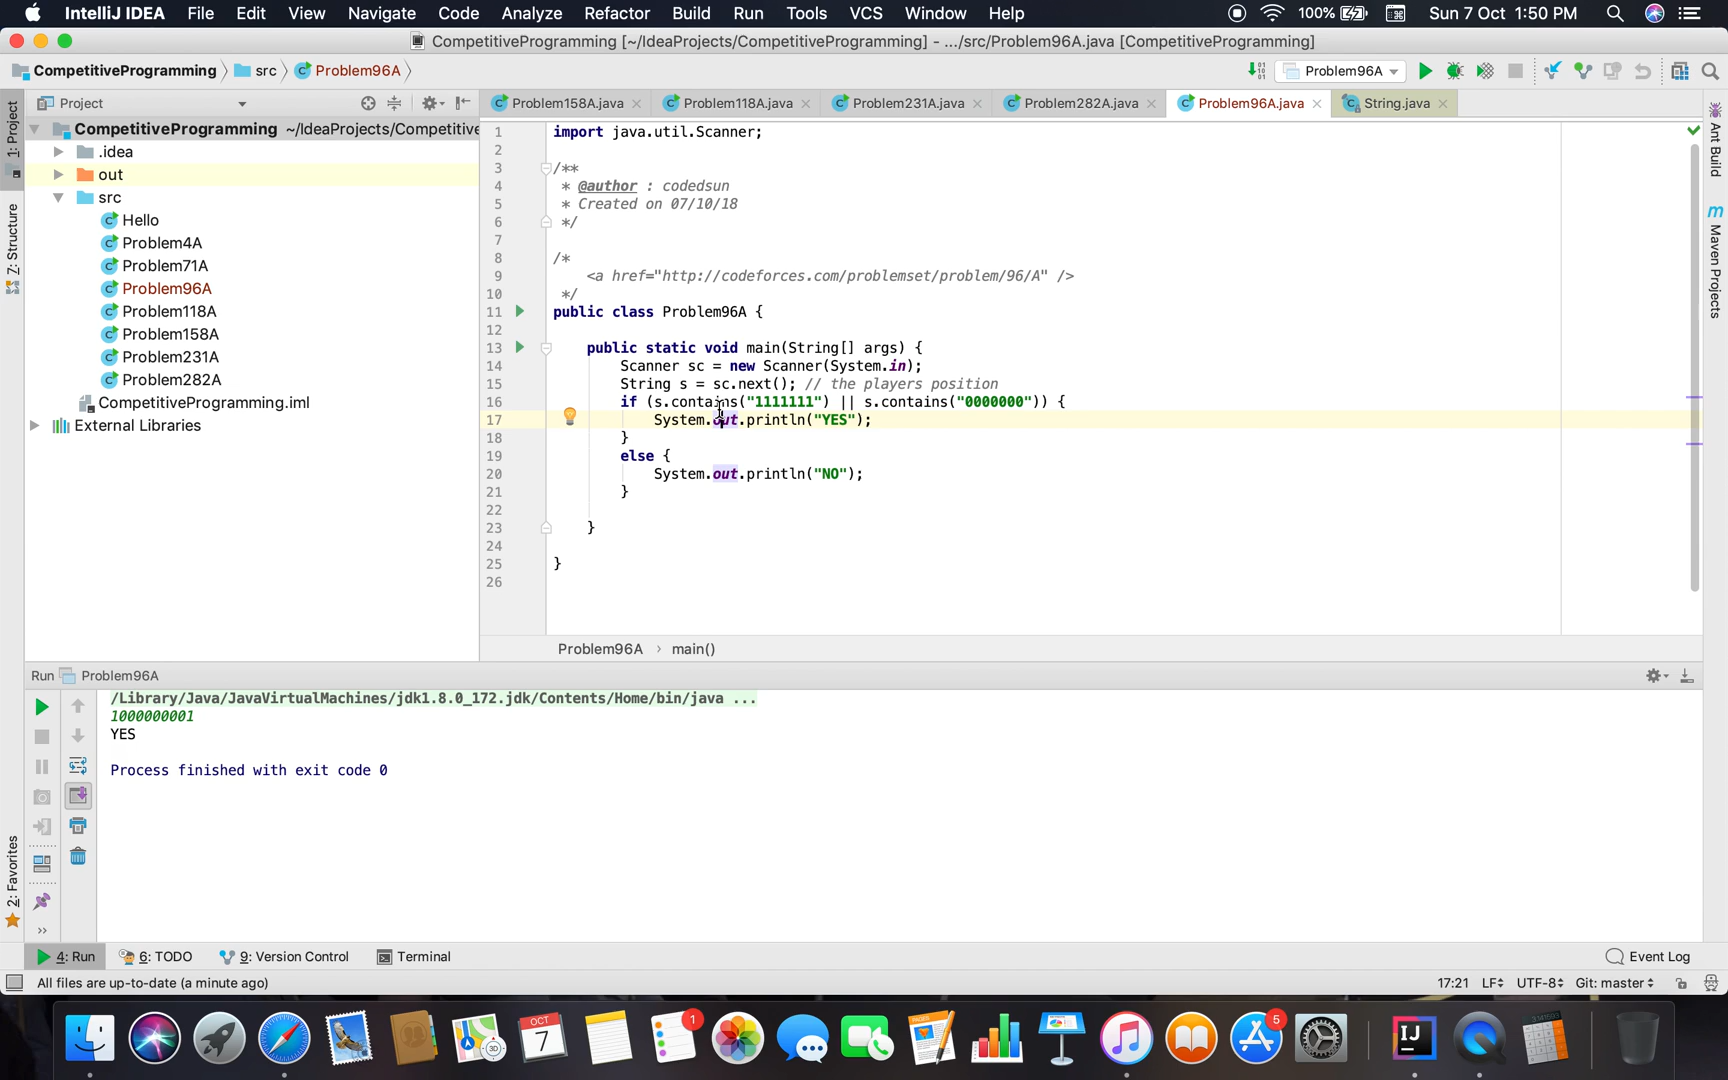 IntelliJ IDEA File Edit View Navigate Code Analyze Refactor Build Run Tools VCS Window Help 100% Sun 7 Oct 1:50 PM
CompetitiveProgramming [~/IdeaProjects/CompetitiveProgramming] - .../src/Problem96A.java [CompetitiveProgramming]
CompetitiveProgramming src Problem96A Problem96A
Project Problem158A.java Problem118A.java Problem231A.java Problem282A.java Problem96A.java String.java
1: Project
Z: Structure
2: Favorites
CompetitiveProgramming ~/IdeaProjects/Competitive
.idea
out
src
Hello
Problem4A
Problem71A
Problem96A
Problem118A
Problem158A
Problem231A
Problem282A
CompetitiveProgramming.iml
External Libraries
1 import java.util.Scanner;
2
3 /**
4 * @author : codedsun
5 * Created on 07/10/18
6 */
7
8 /*
9 <a href="http://codeforces.com/problemset/problem/96/A" />
10 */
11 public class Problem96A {
12
13 public static void main(String[] args) {
14 Scanner sc = new Scanner(System.in);
15 String s = sc.next(); // the players position
16 if (s.contains("1111111") || s.contains("0000000")) {
17 System.out.println("YES");
18 }
19 else {
20 System.out.println("NO");
21 }
22
23 }
24
25 }
26
Problem96A › main()
Ant Build
m Maven Projects
Run Problem96A
/Library/Java/JavaVirtualMachines/jdk1.8.0_172.jdk/Contents/Home/bin/java ...
1000000001
YES
Process finished with exit code 0
4: Run 6: TODO 9: Version Control Terminal Event Log
All files are up-to-date (a minute ago) 17:21 LF UTF-8 Git: master
3D OCT 7 1 5 IJ